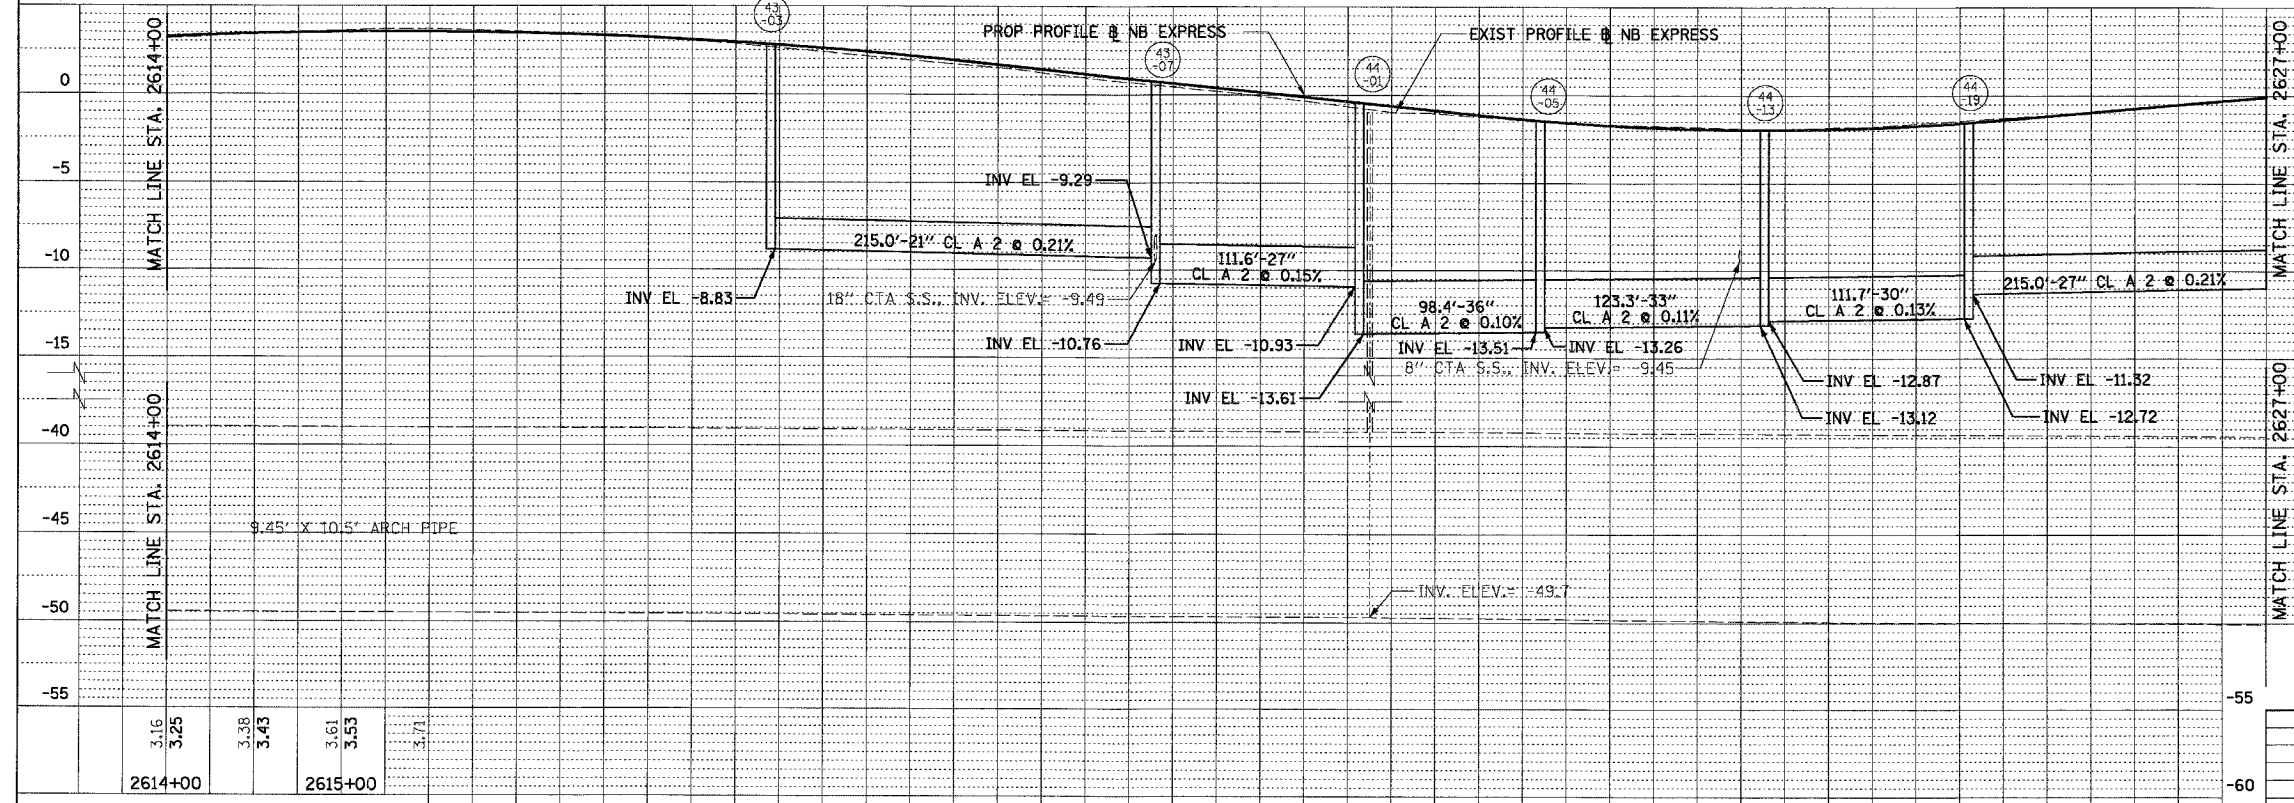 43
-03
PROP PROFILE ℄ NB EXPRESS
EXIST PROFILE ℄ NB EXPRESS
43
-07
44
-01
44
-05
44
-13
44
-19
MATCH LINE STA. 2614+00
MATCH LINE STA. 2627+00
0
-5
-10
-15
-40
-45
-50
-55
INV EL -9.29
215.0'-21" CL A 2 @ 0.21%
INV EL -8.83
18" CTA S.S., INV. ELEV.= -9.49
111.6'-27"
CL A 2 @ 0.15%
98.4'-36"
CL A 2 @ 0.10%
123.3'-33"
CL A 2 @ 0.11%
111.7'-30"
CL A 2 @ 0.13%
215.0'-27" CL A 2 @ 0.21%
INV EL -10.76
INV EL -10.93
INV EL -13.51
INV EL -13.26
8" CTA S.S., INV. ELEV.= -9.45
INV EL -13.61
INV EL -12.87
INV EL -13.12
INV EL -11.32
INV EL -12.72
MATCH LINE STA. 2614+00
MATCH LINE STA. 2627+00
9.45' X 10.5' ARCH PIPE
INV. ELEV.= -49.7
-55
-60
3.16
3.25
3.38
3.43
3.61
3.53
3.71
2614+00
2615+00